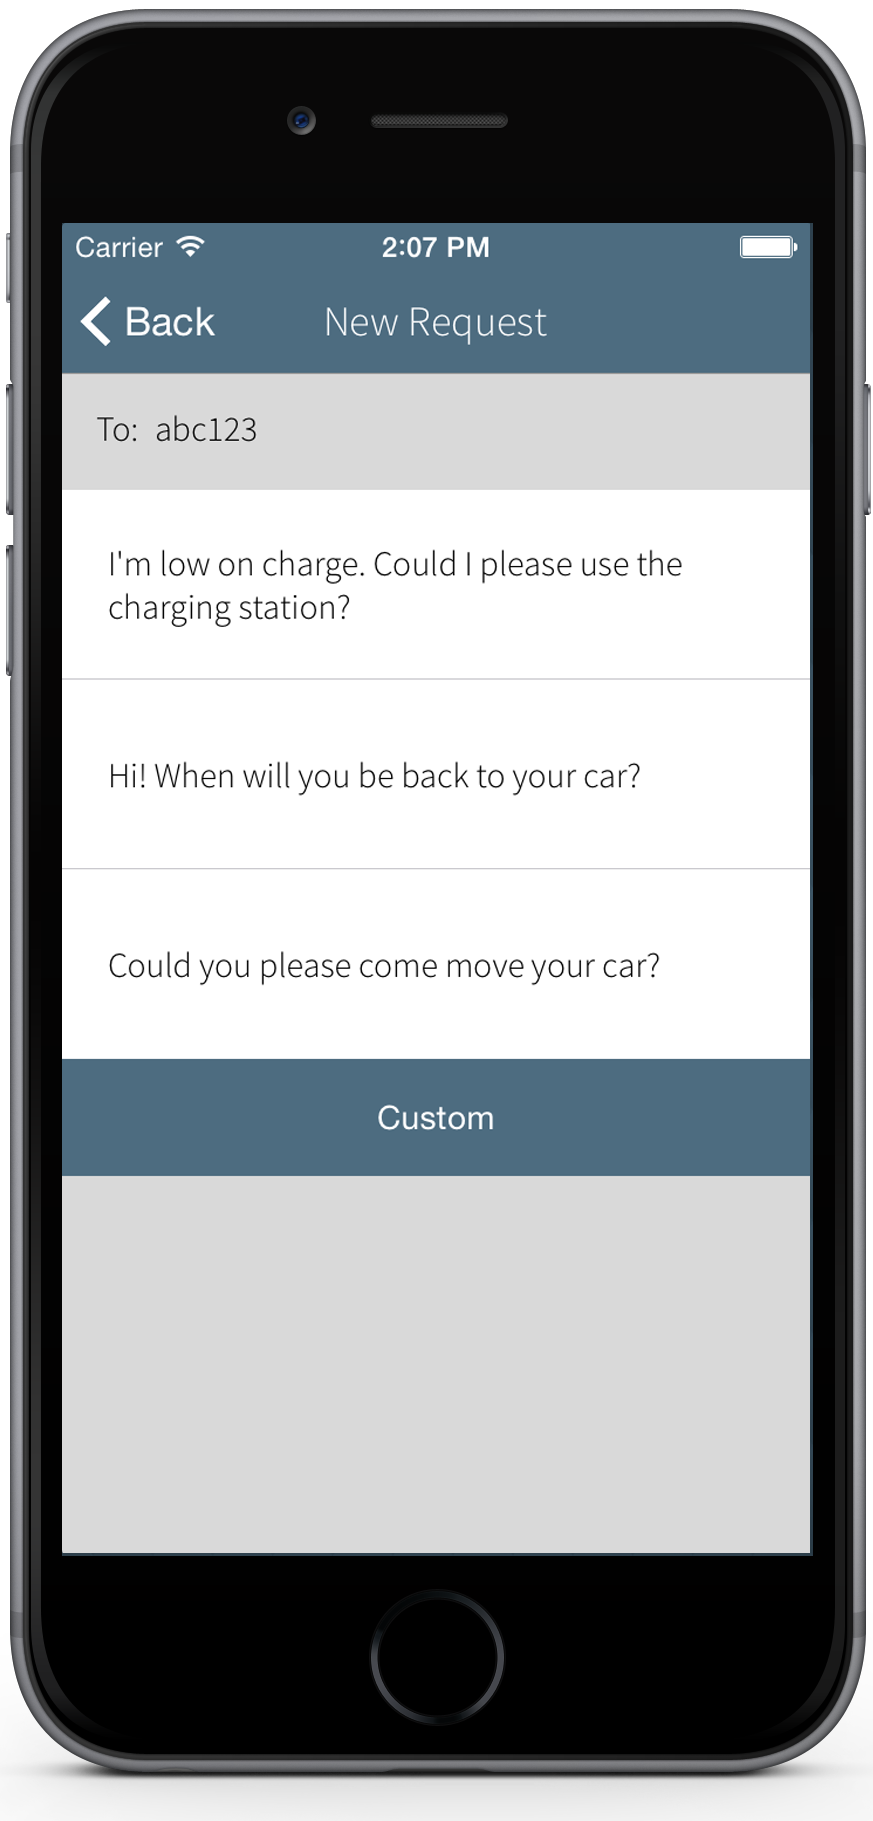 Carrier 2:07 PM
Back New Request
To: abc123
I'm low on charge. Could I please use the
charging station?
Hi! When will you be back to your car?
Could you please come move your car?
Custom